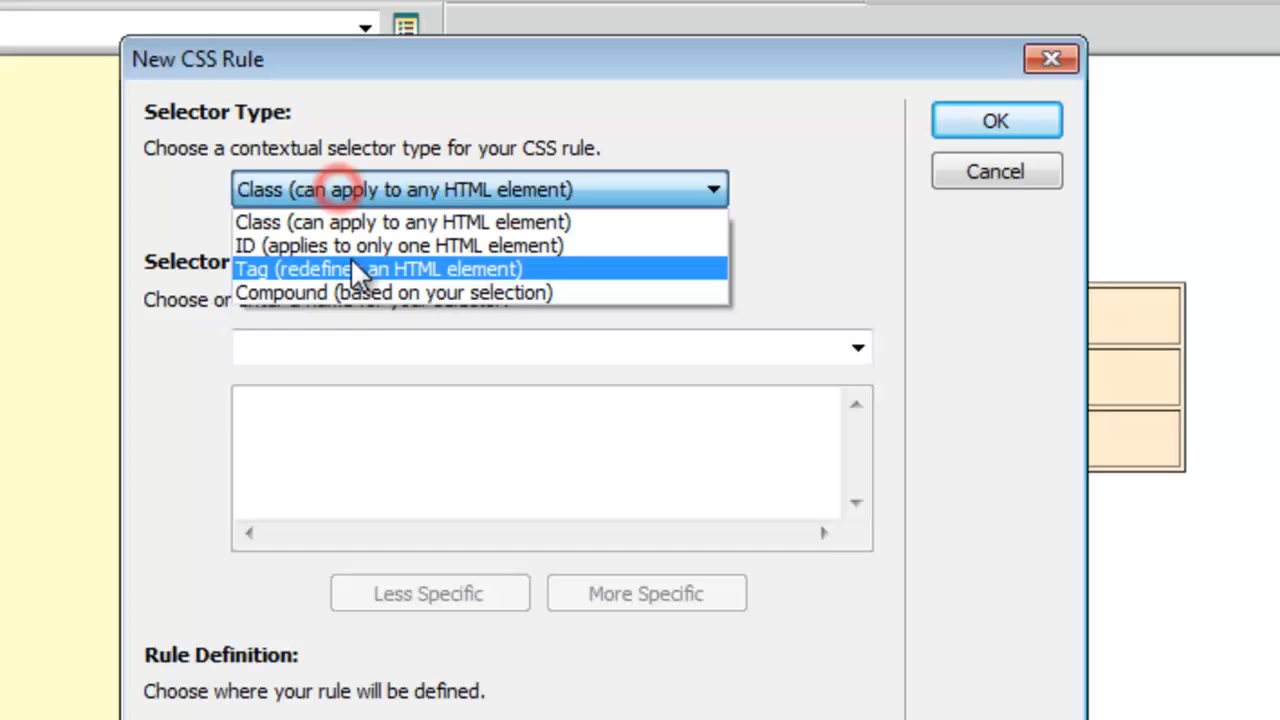 New CSS Rule
Selector Type:
OK
Choose a contextual selector type for your CSS rule.
Cancel
Class (can apply to any HTML element)
Class (can apply to any HTML element)
ID (applies to only one HTML element)
Selector
Tag (redefines an HTML element)
Compound (based on your selection)
Choose or
Less Specific
More Specific
Rule Definition:
Choose where your rule will be defined.